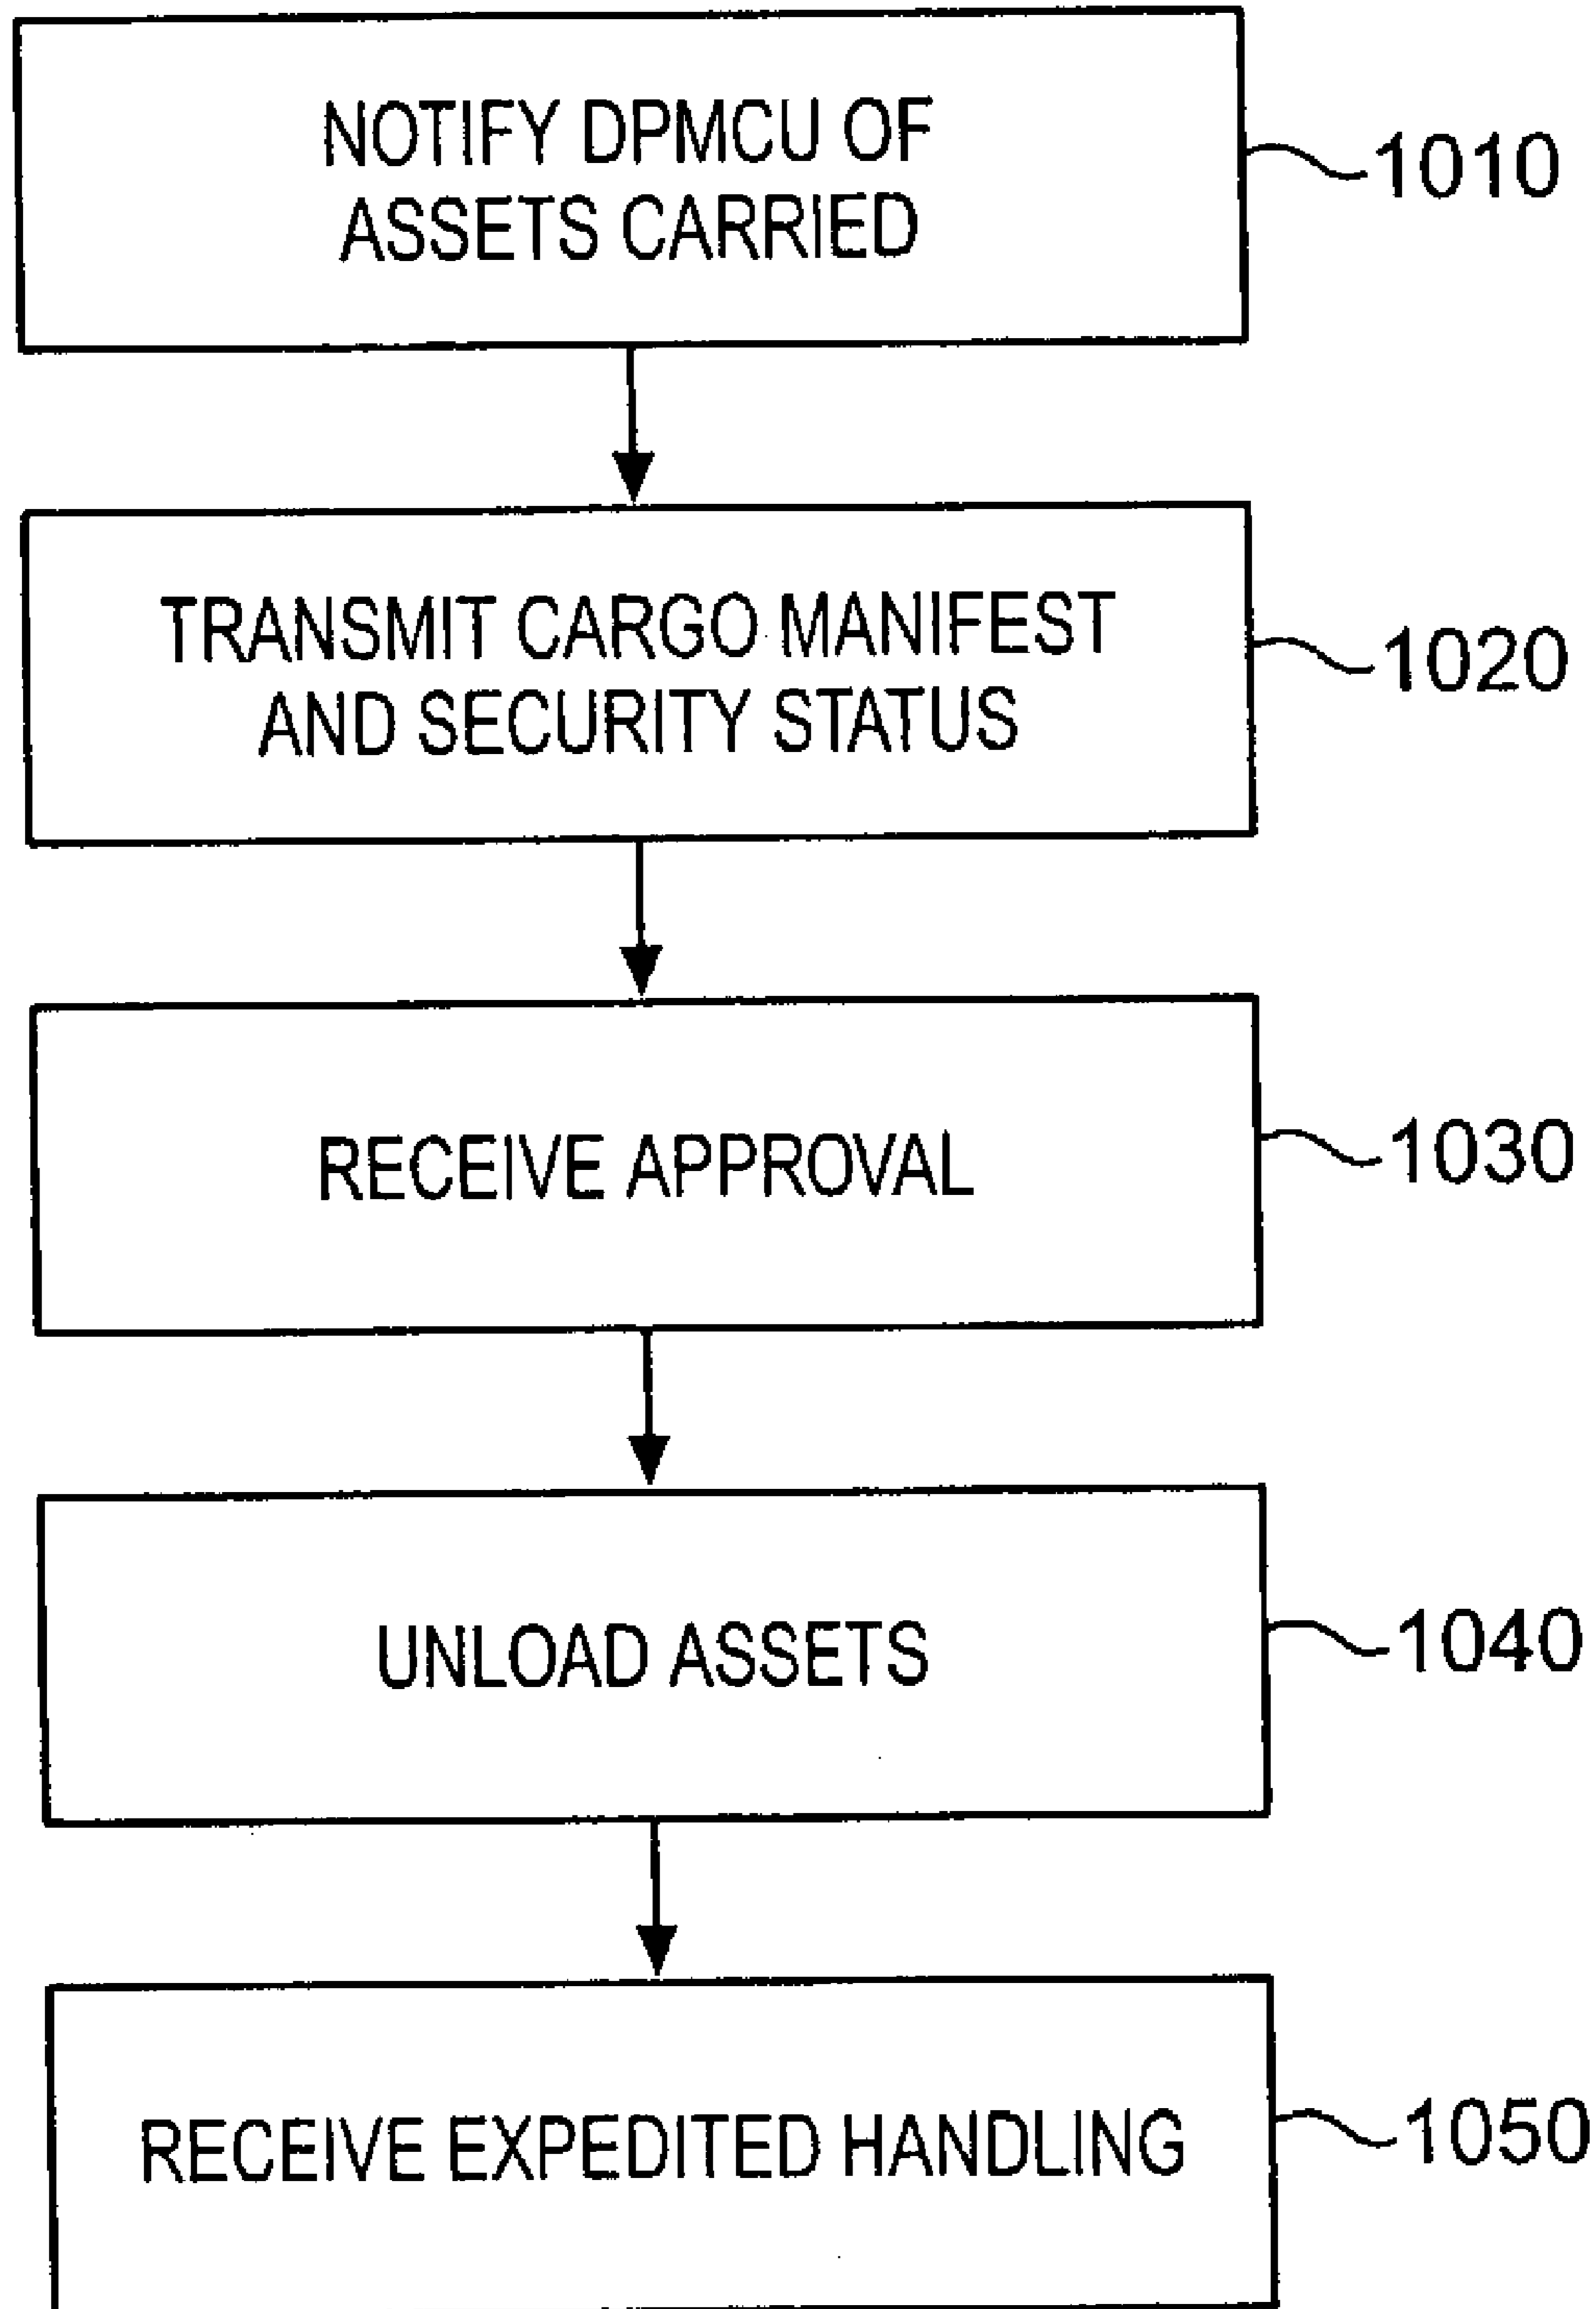 NOTIFY DPMCU OF
ASSETS CARRIED
1010
TRANSMIT CARGO MANIFEST
AND SECURITY STATUS
1020
RECEIVE APPROVAL
1030
UNLOAD ASSETS
1040
RECEIVE EXPEDITED HANDLING
1050